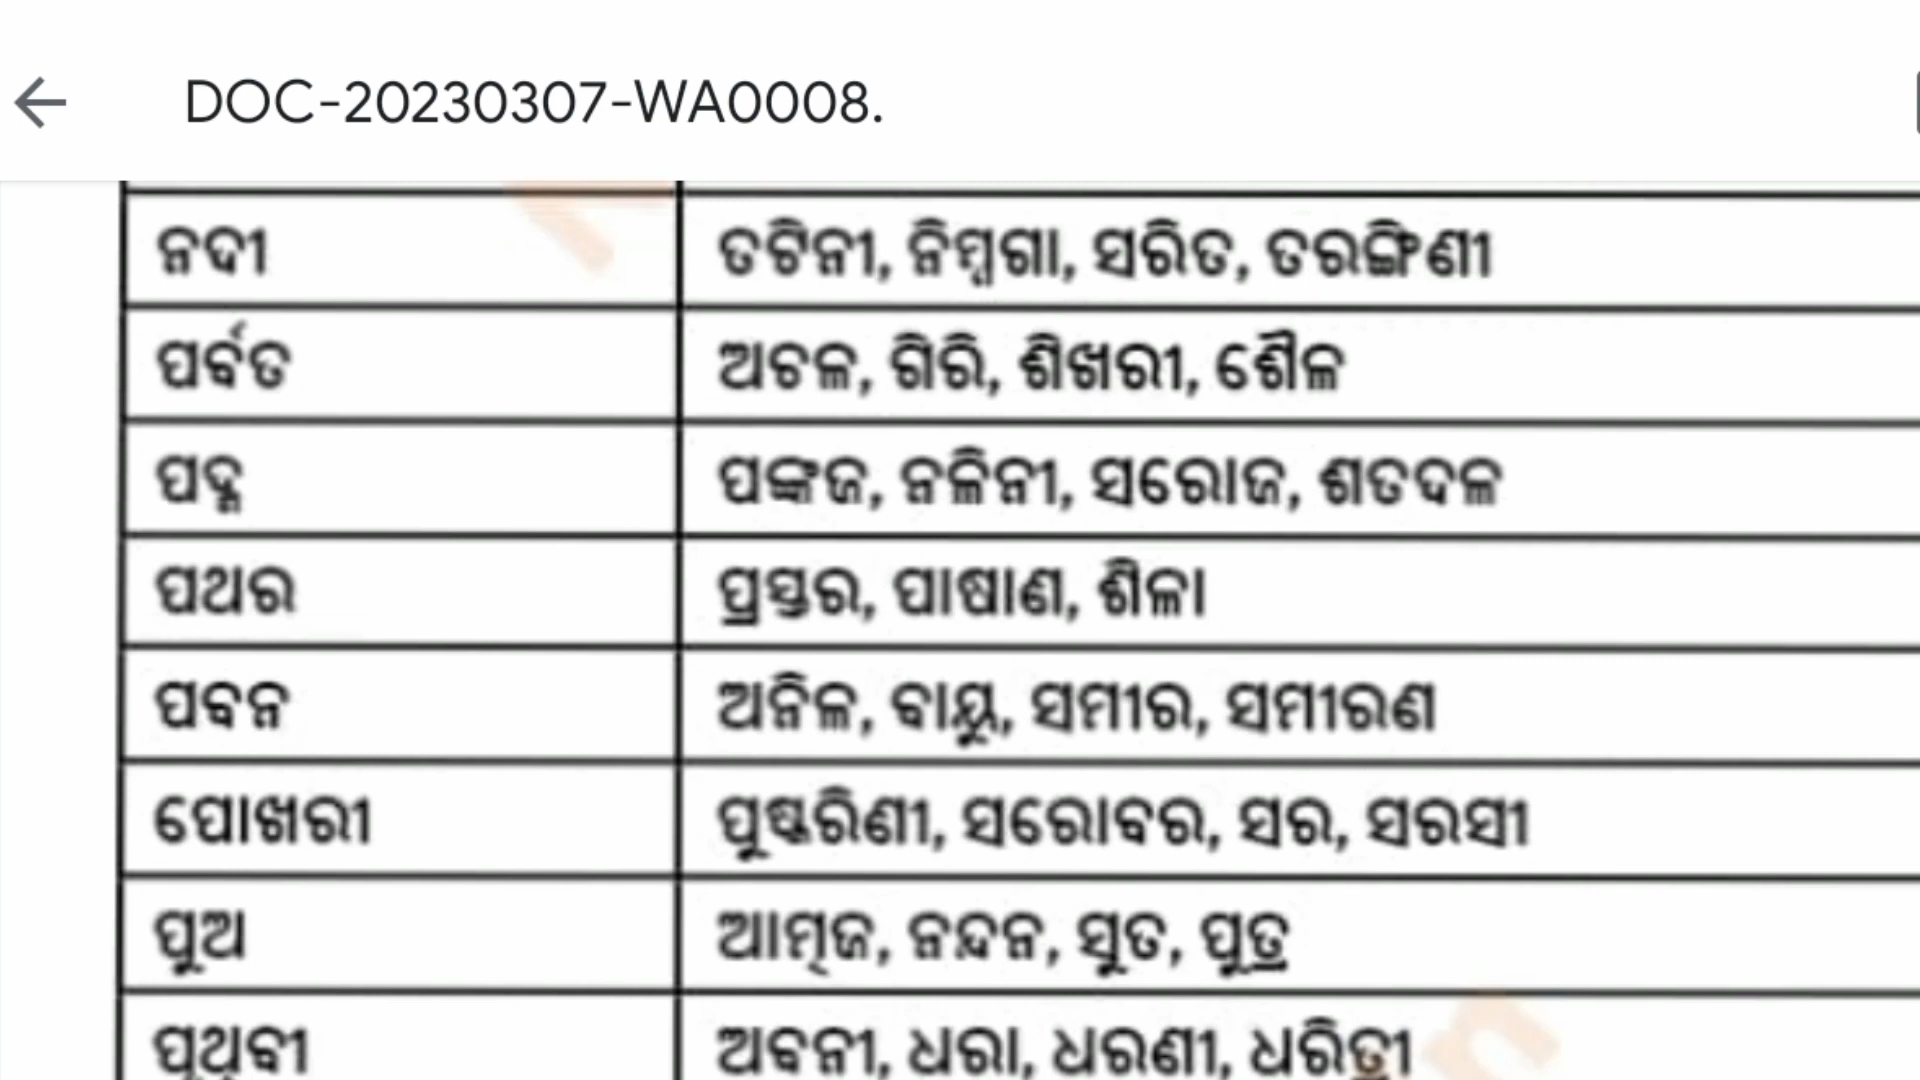 DOC-20230307-WA0008.
ନଦୀ ତଟିନୀ, ନିମ୍ନଗା, ସରିତ, ତରଙ୍ଗିଣୀ
ପର୍ବତ ଅଚଳ, ଗିରି, ଶିଖରୀ, ଶୈଳ
ପଦ୍ମ ପଙ୍କଜ, ନଳିନୀ, ସରୋଜ, ଶତଦଳ
ପଥର ପ୍ରସ୍ତର, ପାଷାଣ, ଶିଳା
ପବନ ଅନିଳ, ବାୟୁ, ସମୀର, ସମୀରଣ
ପୋଖରୀ ପୁଷ୍କରିଣୀ, ସରୋବର, ସର, ସରସୀ
ପୁଅ ଆତ୍ମଜ, ନନ୍ଦନ, ସୁତ, ପୁତ୍ର
ପୃଥିବୀ ଅବନୀ, ଧରା, ଧରଣୀ, ଧରିତ୍ରୀ